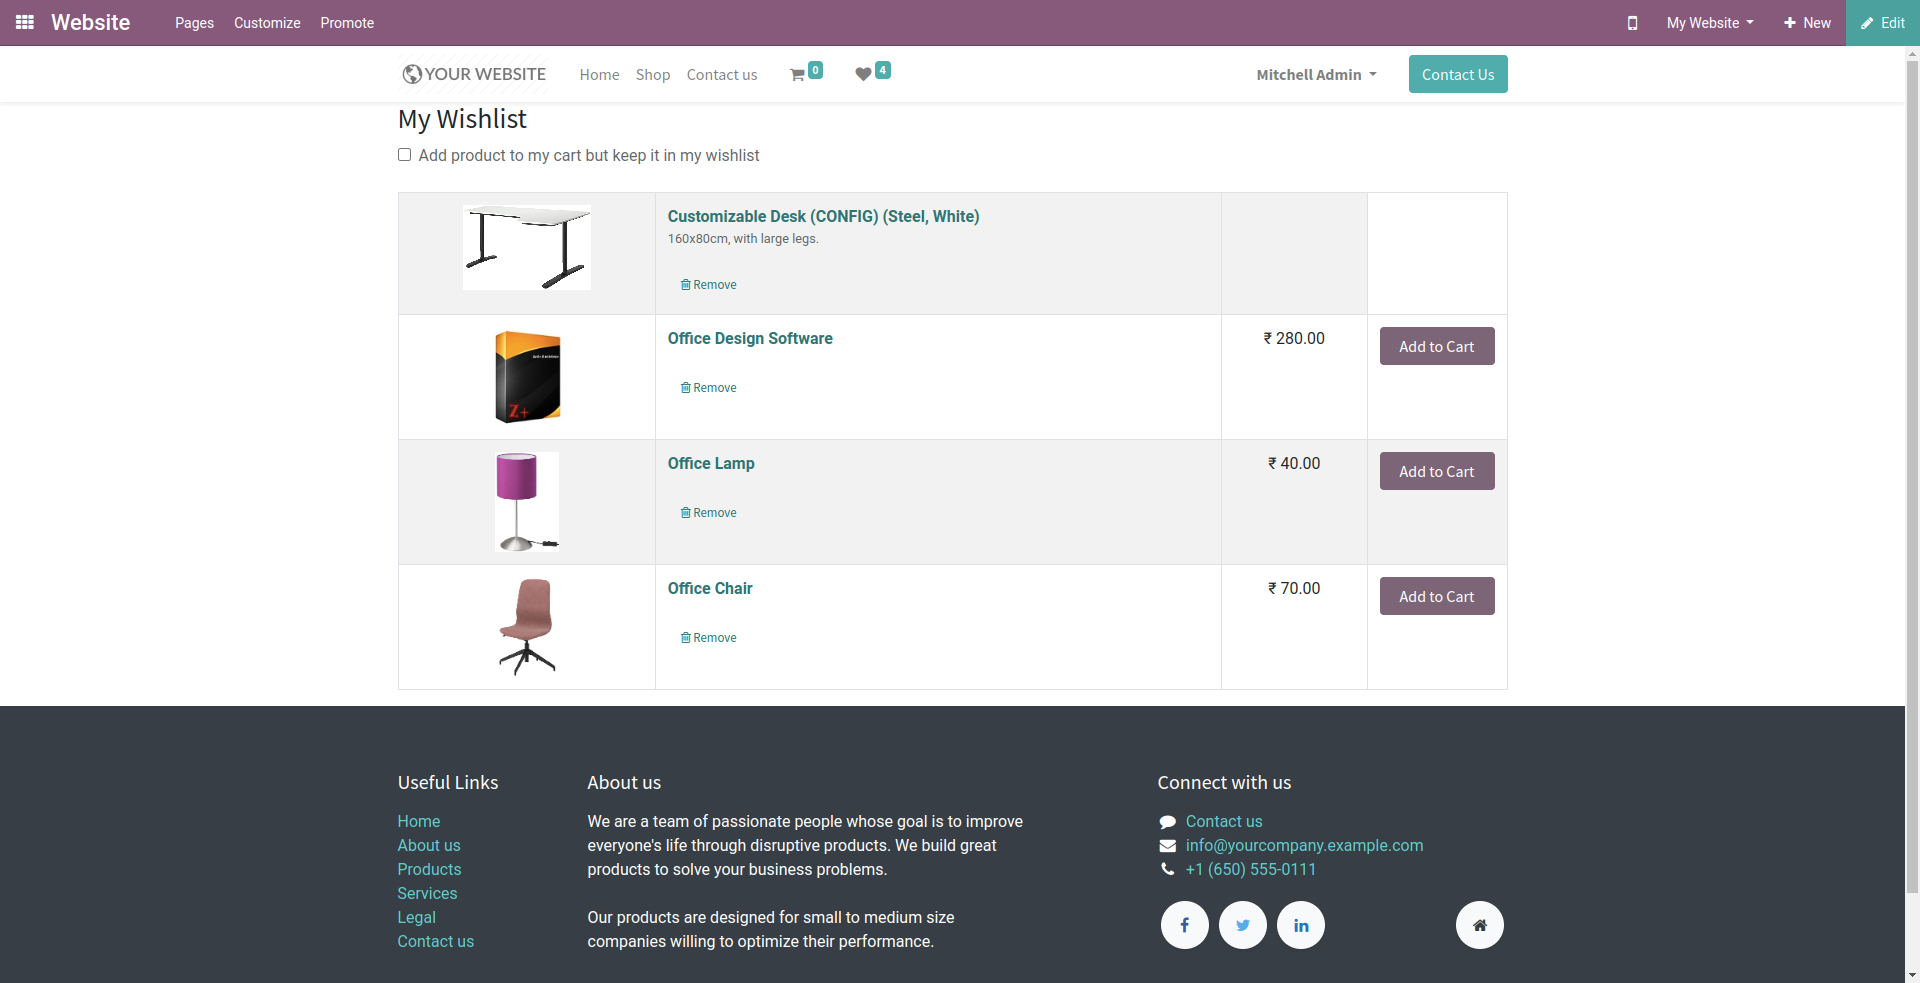 Website
Pages Customize Promote
My Website New Edit
YOUR WEBSITE Home Shop Contact us 0 4
Mitchell Admin Contact Us
My Wishlist
Add product to my cart but keep it in my wishlist
Customizable Desk (CONFIG) (Steel, White)
160x80cm, with large legs.
Remove
Office Design Software ₹ 280.00 Add to Cart
Z+
Remove
Office Lamp ₹ 40.00 Add to Cart
Remove
Office Chair ₹ 70.00 Add to Cart
Remove
Useful Links
Home
About us
Products
Services
Legal
Contact us
About us
We are a team of passionate people whose goal is to improve
everyone's life through disruptive products. We build great
products to solve your business problems.
Our products are designed for small to medium size
companies willing to optimize their performance.
Connect with us
Contact us
info@yourcompany.example.com
+1 (650) 555-0111